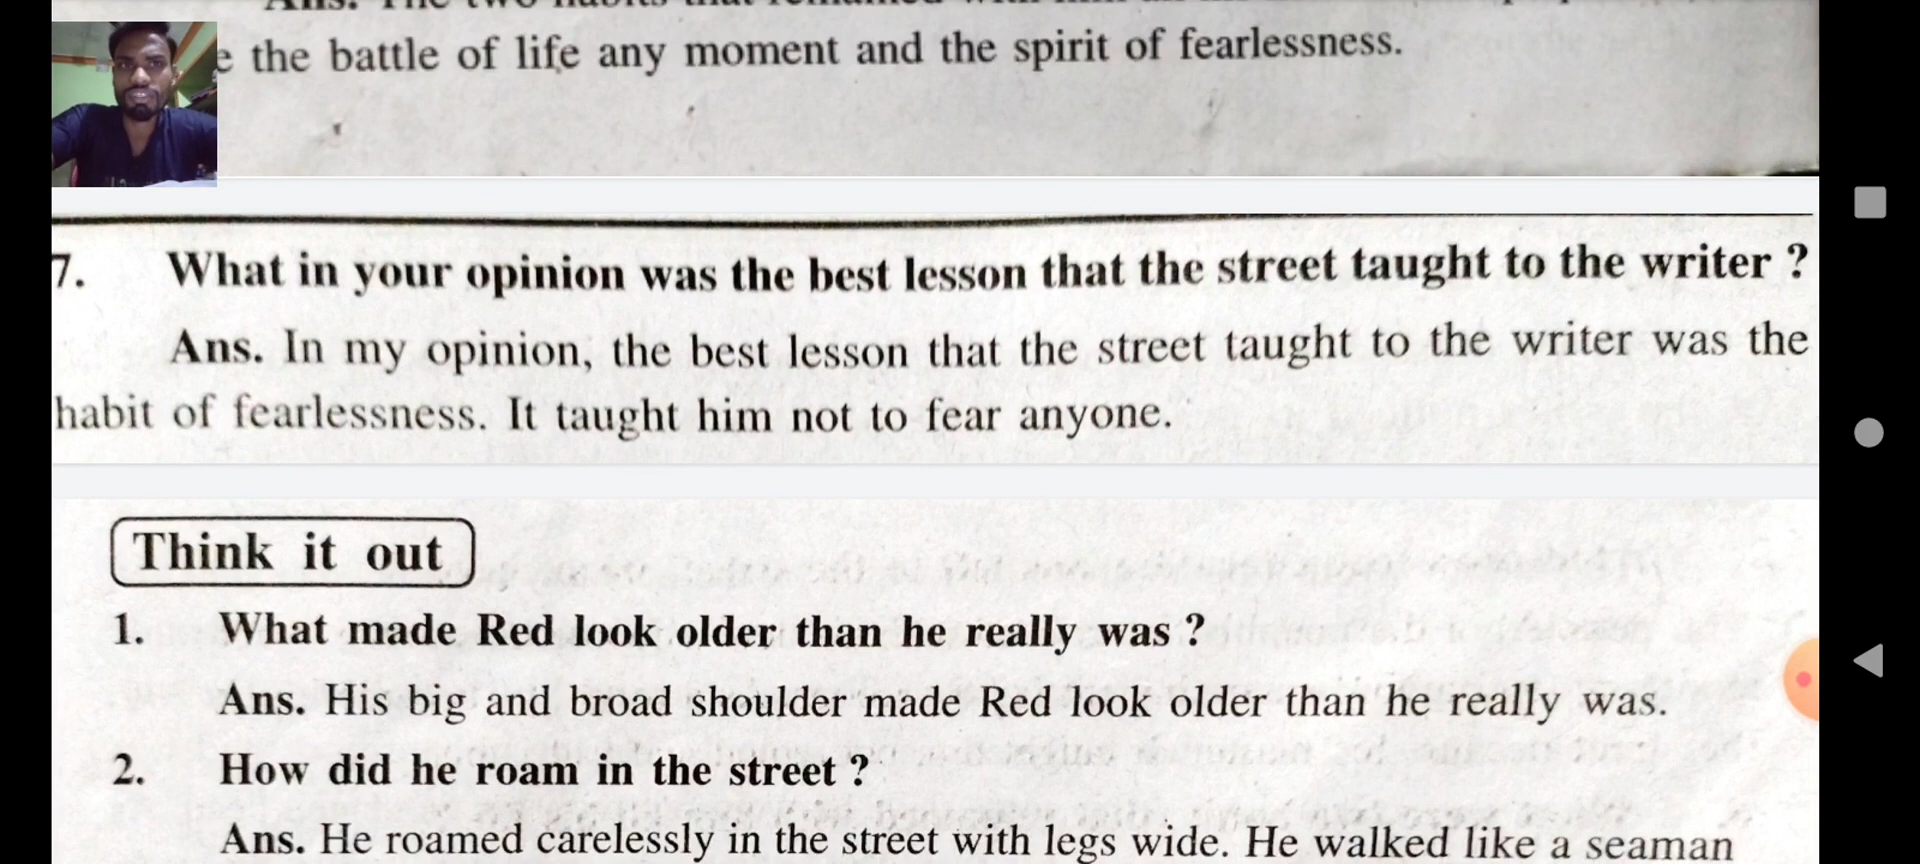 e the battle of life any moment and the spirit of fearlessness.
7. What in your opinion was the best lesson that the street taught to the writer ?
Ans. In my opinion, the best lesson that the street taught to the writer was the
habit of fearlessness. It taught him not to fear anyone.
Think it out
1. What made Red look older than he really was ?
Ans. His big and broad shoulder made Red look older than he really was.
2. How did he roam in the street ?
Ans. He roamed carelessly in the street with legs wide. He walked like a seaman